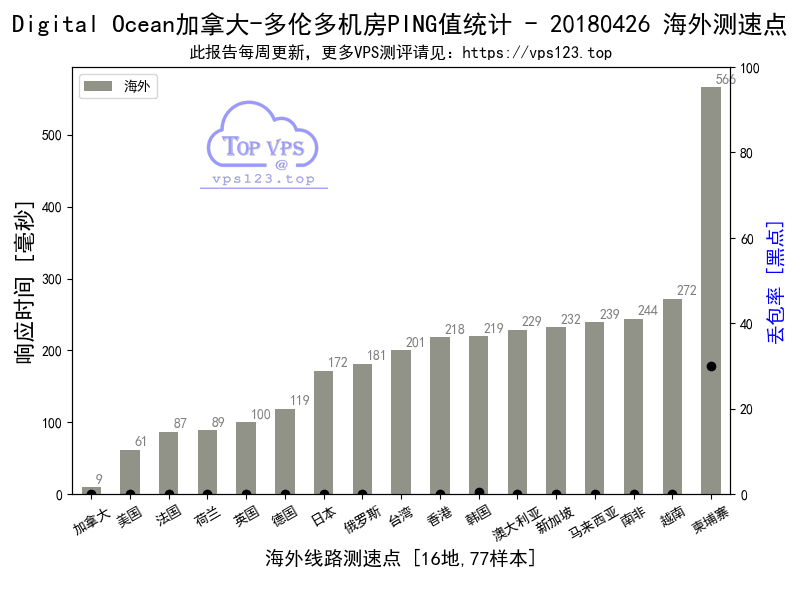 Digital Ocean加拿大-多伦多机房PING值统计 - 20180426 海外测速点
此报告每周更新，更多VPS测评请见：https://vps123.top
海外
Top VPS
@
vps123.top
响应时间 [毫秒]
丢包率 [黑点]
500
400
300
200
100
0
100
80
60
40
20
0
9
61
87
89
100
119
172
181
201
218
219
229
232
239
244
272
566
加拿大
美国
法国
荷兰
英国
德国
日本
俄罗斯
台湾
香港
韩国
澳大利亚
新加坡
马来西亚
南非
越南
柬埔寨
海外线路测速点 [16地,77样本]